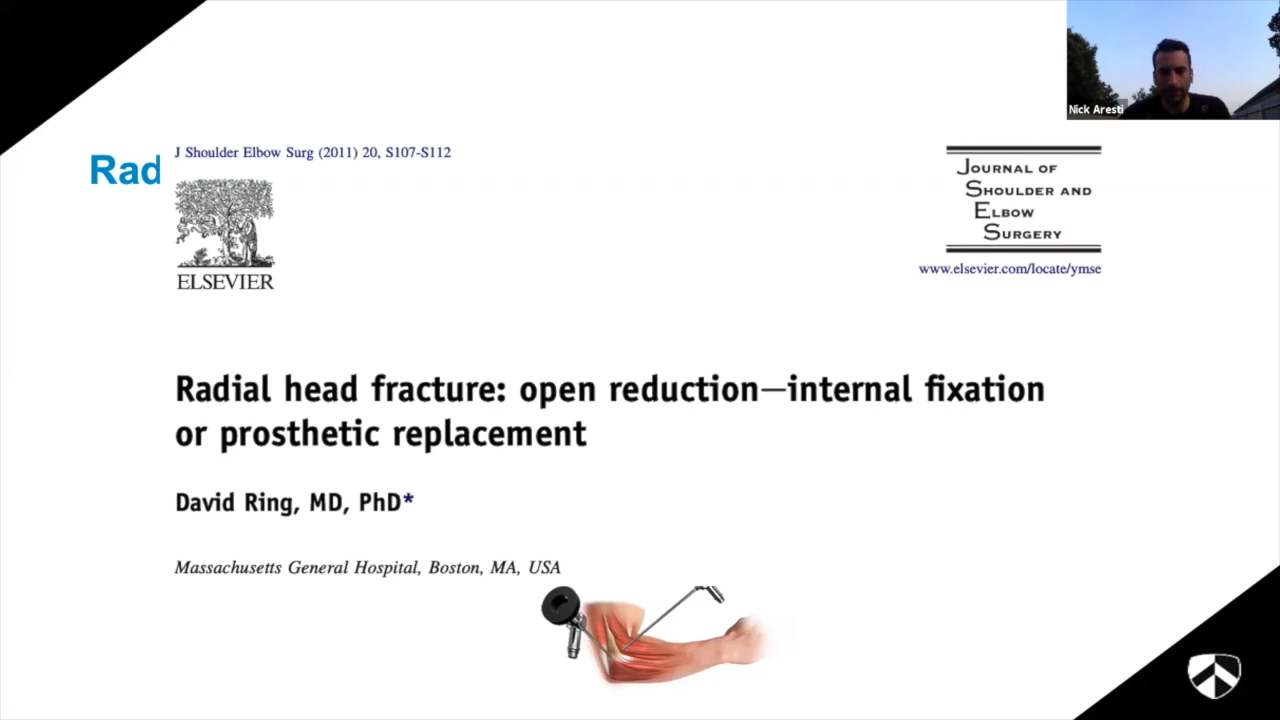 Nick Aresti
J Shoulder Elbow Surg (2011) 20, S107-S112
Rad
ELSEVIER
JOURNAL OF
SHOULDER AND
ELBOW
SURGERY
www.elsevier.com/locate/ymse
Radial head fracture: open reduction—internal fixation
or prosthetic replacement
David Ring, MD, PhD*
Massachusetts General Hospital, Boston, MA, USA